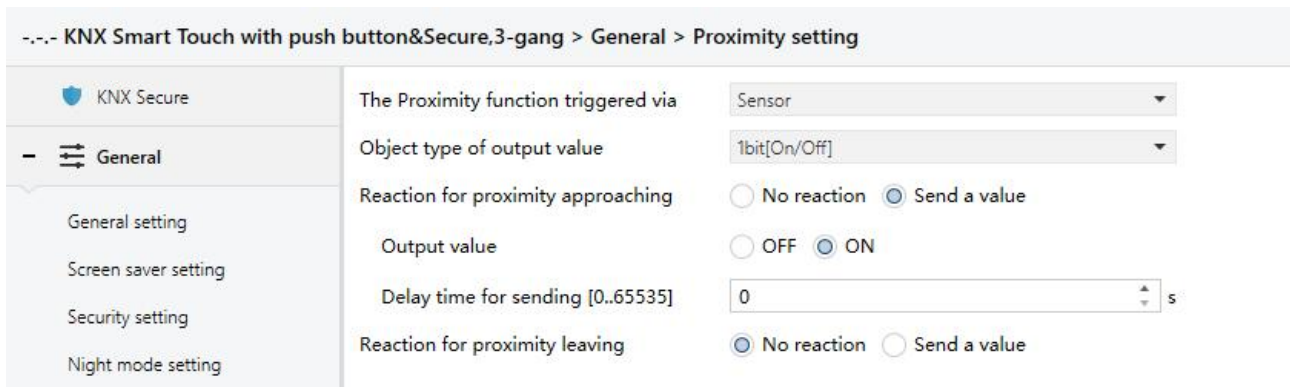 -.-.- KNX Smart Touch with push button&Secure,3-gang > General > Proximity setting
KNX Secure
General
General setting
Screen saver setting
Security setting
Night mode setting
The Proximity function triggered via Sensor
Object type of output value 1bit[On/Off]
Reaction for proximity approaching No reaction Send a value
Output value OFF ON
Delay time for sending [0..65535] 0 s
Reaction for proximity leaving No reaction Send a value